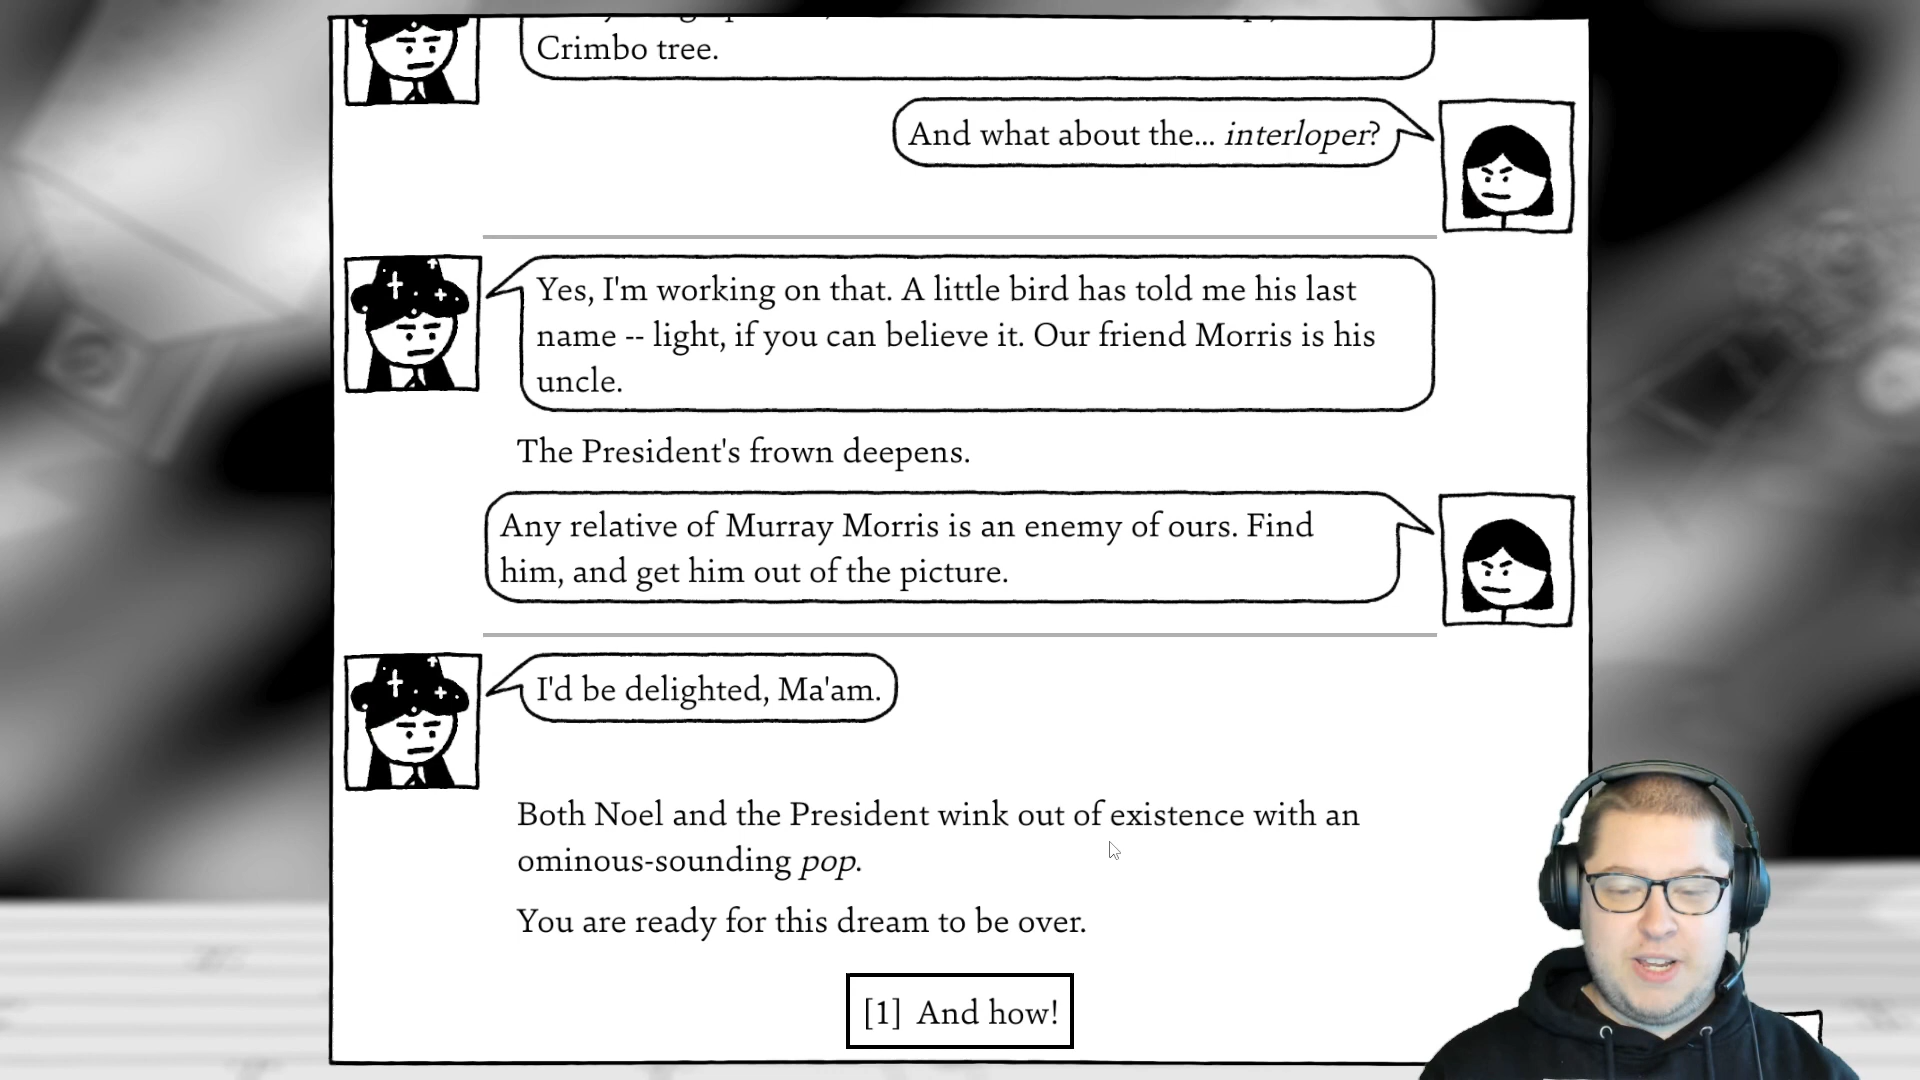 Crimbo tree.
And what about the... interloper?
Yes, I'm working on that. A little bird has told me his last
name -- light, if you can believe it. Our friend Morris is his
uncle.
The President's frown deepens.
Any relative of Murray Morris is an enemy of ours. Find
him, and get him out of the picture.
I'd be delighted, Ma'am.
Both Noel and the President wink out of existence with an
ominous-sounding pop.
You are ready for this dream to be over.
[1] And how!